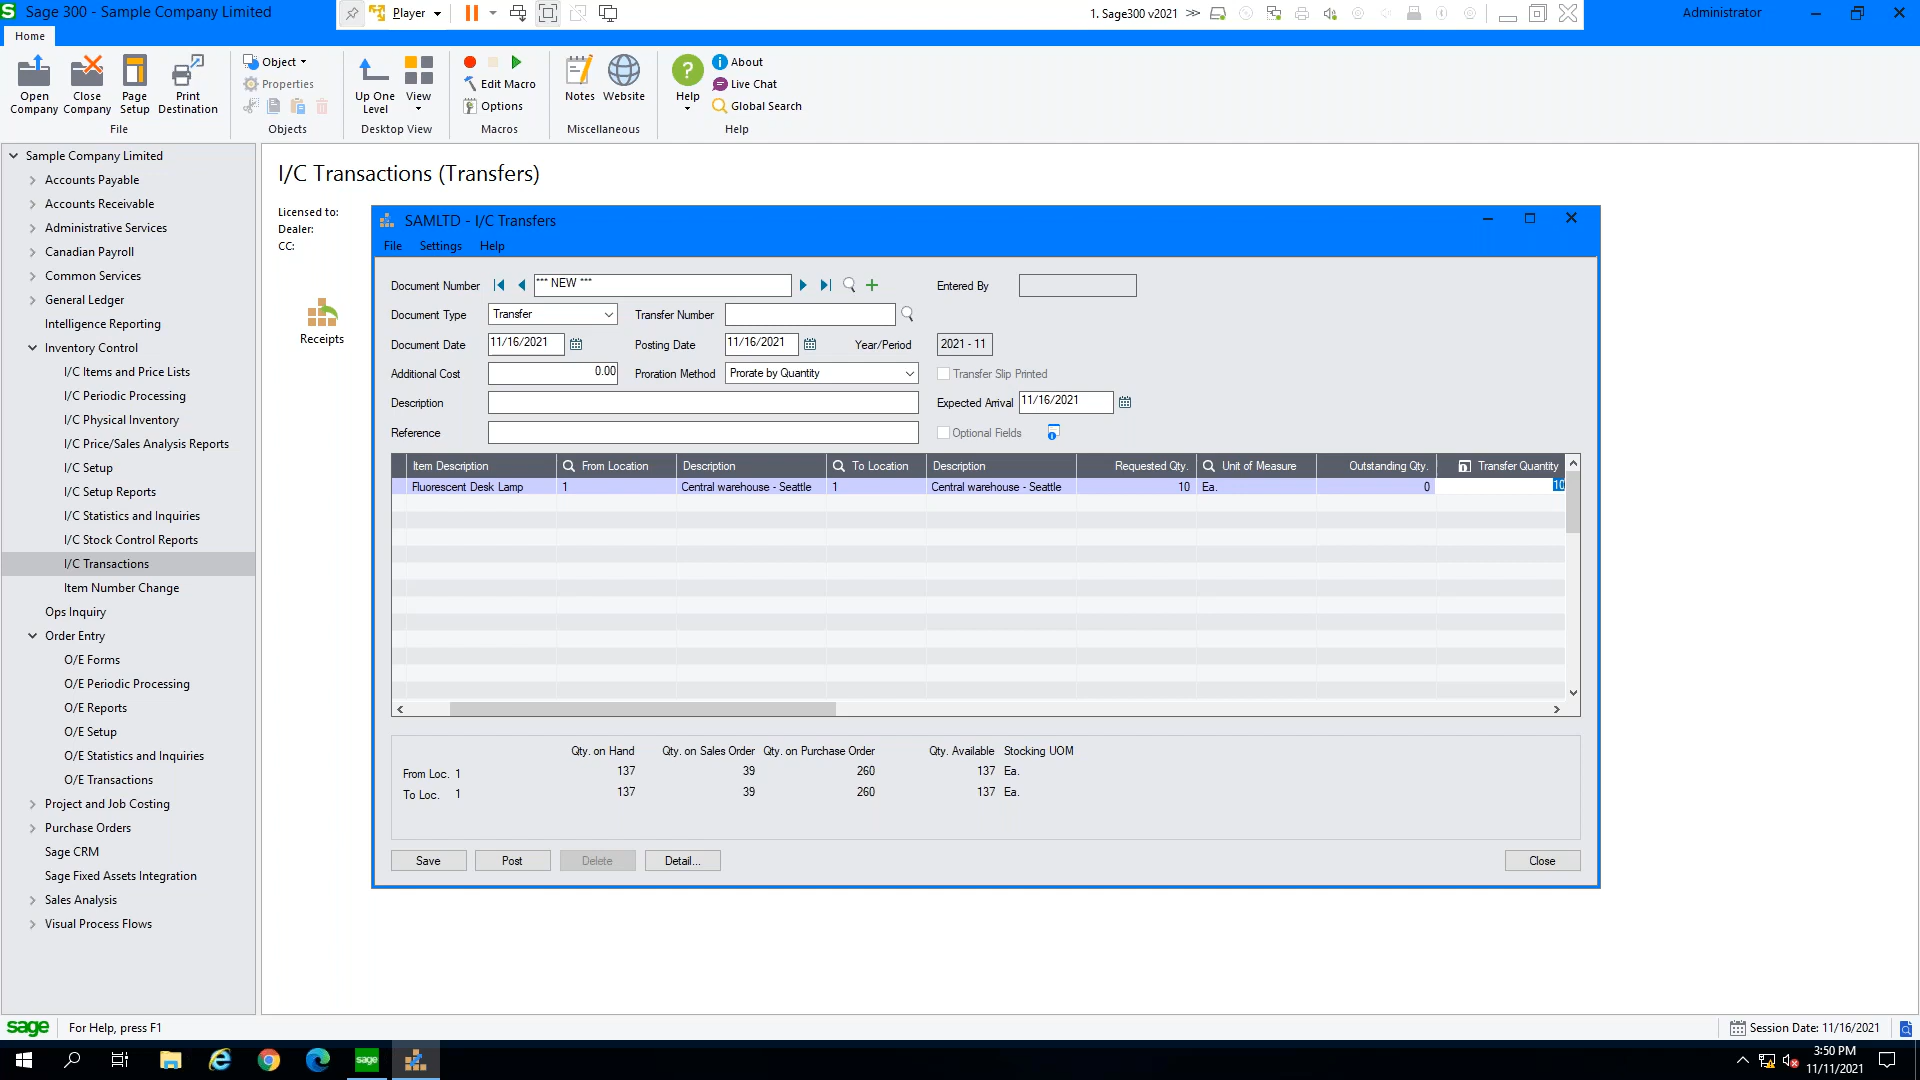 Sage 300 - Sample Company Limited
Player
1. Sage300 v2021
Administrator
Home
Open Company
Close Company
Page Setup
Print Destination
File
Object
Properties
Objects
Up One Level
View
Desktop View
Edit Macro
Options
Macros
Notes
Website
Miscellaneous
Help
About
Live Chat
Global Search
Help
Sample Company Limited
Accounts Payable
Accounts Receivable
Administrative Services
Canadian Payroll
Common Services
General Ledger
Intelligence Reporting
Inventory Control
I/C Items and Price Lists
I/C Periodic Processing
I/C Physical Inventory
I/C Price/Sales Analysis Reports
I/C Setup
I/C Setup Reports
I/C Statistics and Inquiries
I/C Stock Control Reports
I/C Transactions
Item Number Change
Ops Inquiry
Order Entry
O/E Forms
O/E Periodic Processing
O/E Reports
O/E Setup
O/E Statistics and Inquiries
O/E Transactions
Project and Job Costing
Purchase Orders
Sage CRM
Sage Fixed Assets Integration
Sales Analysis
Visual Process Flows
I/C Transactions (Transfers)
Licensed to:
Dealer:
CC:
Receipts
SAMLTD - I/C Transfers
File Settings Help
Document Number *** NEW *** Entered By
Document Type Transfer Transfer Number
Document Date 11/16/2021 Posting Date 11/16/2021 Year/Period 2021 - 11
Additional Cost 0.00 Proration Method Prorate by Quantity Transfer Slip Printed
Description Expected Arrival 11/16/2021
Reference Optional Fields
Item Description From Location Description To Location Description Requested Qty. Unit of Measure Outstanding Qty. Transfer Quantity
Fluorescent Desk Lamp 1 Central warehouse - Seattle 1 Central warehouse - Seattle 10 Ea. 0 10
Qty. on Hand Qty. on Sales Order Qty. on Purchase Order Qty. Available Stocking UOM
From Loc. 1 137 39 260 137 Ea.
To Loc. 1 137 39 260 137 Ea.
Save Post Delete Detail... Close
sage For Help, press F1
Session Date: 11/16/2021
sage
3:50 PM
11/11/2021